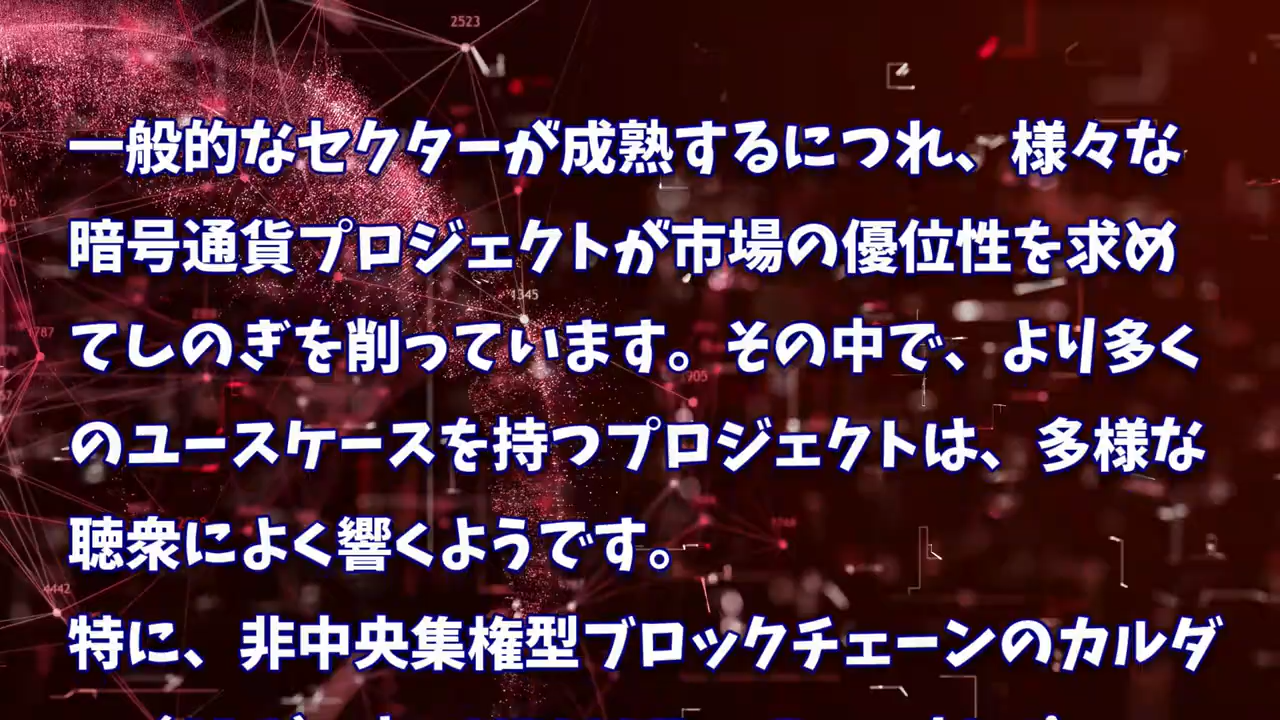 2523
一般的なセクターが成熟するにつれ、様々な
暗号通貨プロジェクトが市場の優位性を求め
1345
てしのぎを削っています。その中で、より多く
1787
1905
のユースケースを持つプロジェクトは、多様な
聴衆によく響くようです。
4442
特に、非中央集権型ブロックチェーンのカルダ